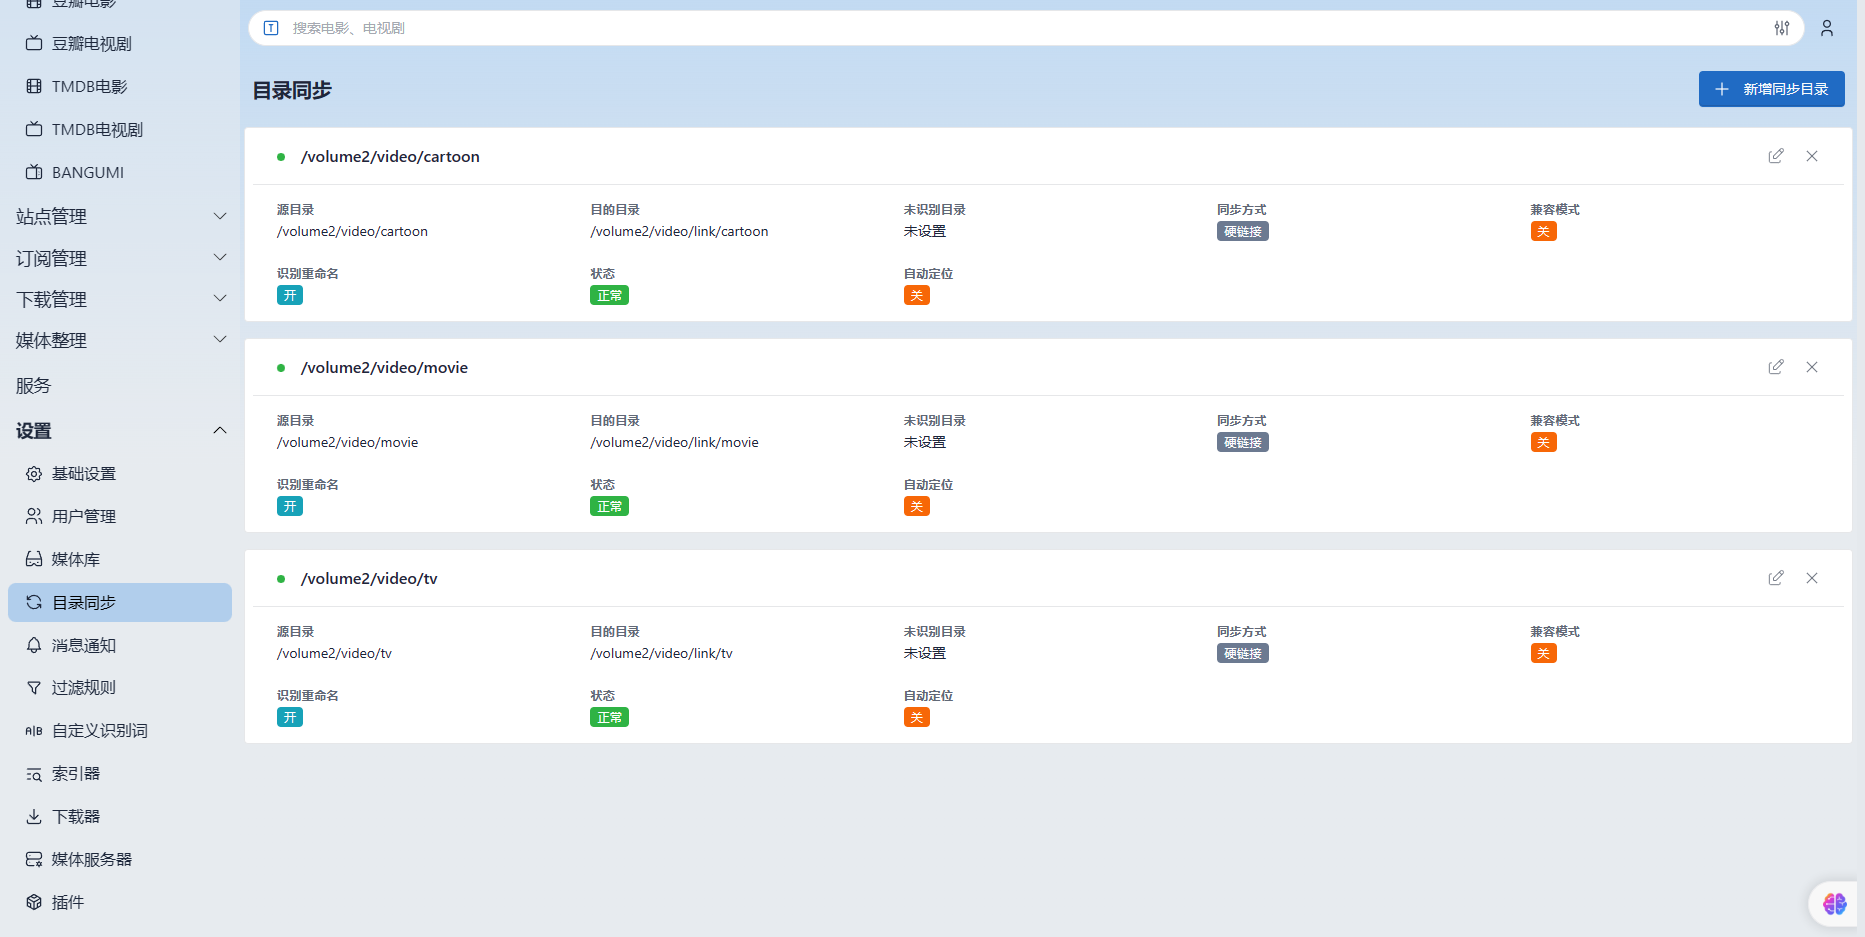 豆瓣电影
豆瓣电视剧
TMDB电影
TMDB电视剧
BANGUMI
站点管理
订阅管理
下载管理
媒体整理
服务
设置
基础设置
用户管理
媒体库
目录同步
消息通知
过滤规则
A|B 自定义识别词
索引器
下载器
媒体服务器
插件
T 搜索电影、电视剧
目录同步
新增同步目录
/volume2/video/cartoon
源目录 目的目录 未识别目录 同步方式 兼容模式
/volume2/video/cartoon /volume2/video/link/cartoon 未设置 硬链接 关
识别重命名 状态 自动定位
开 正常 关
/volume2/video/movie
源目录 目的目录 未识别目录 同步方式 兼容模式
/volume2/video/movie /volume2/video/link/movie 未设置 硬链接 关
识别重命名 状态 自动定位
开 正常 关
/volume2/video/tv
源目录 目的目录 未识别目录 同步方式 兼容模式
/volume2/video/tv /volume2/video/link/tv 未设置 硬链接 关
识别重命名 状态 自动定位
开 正常 关